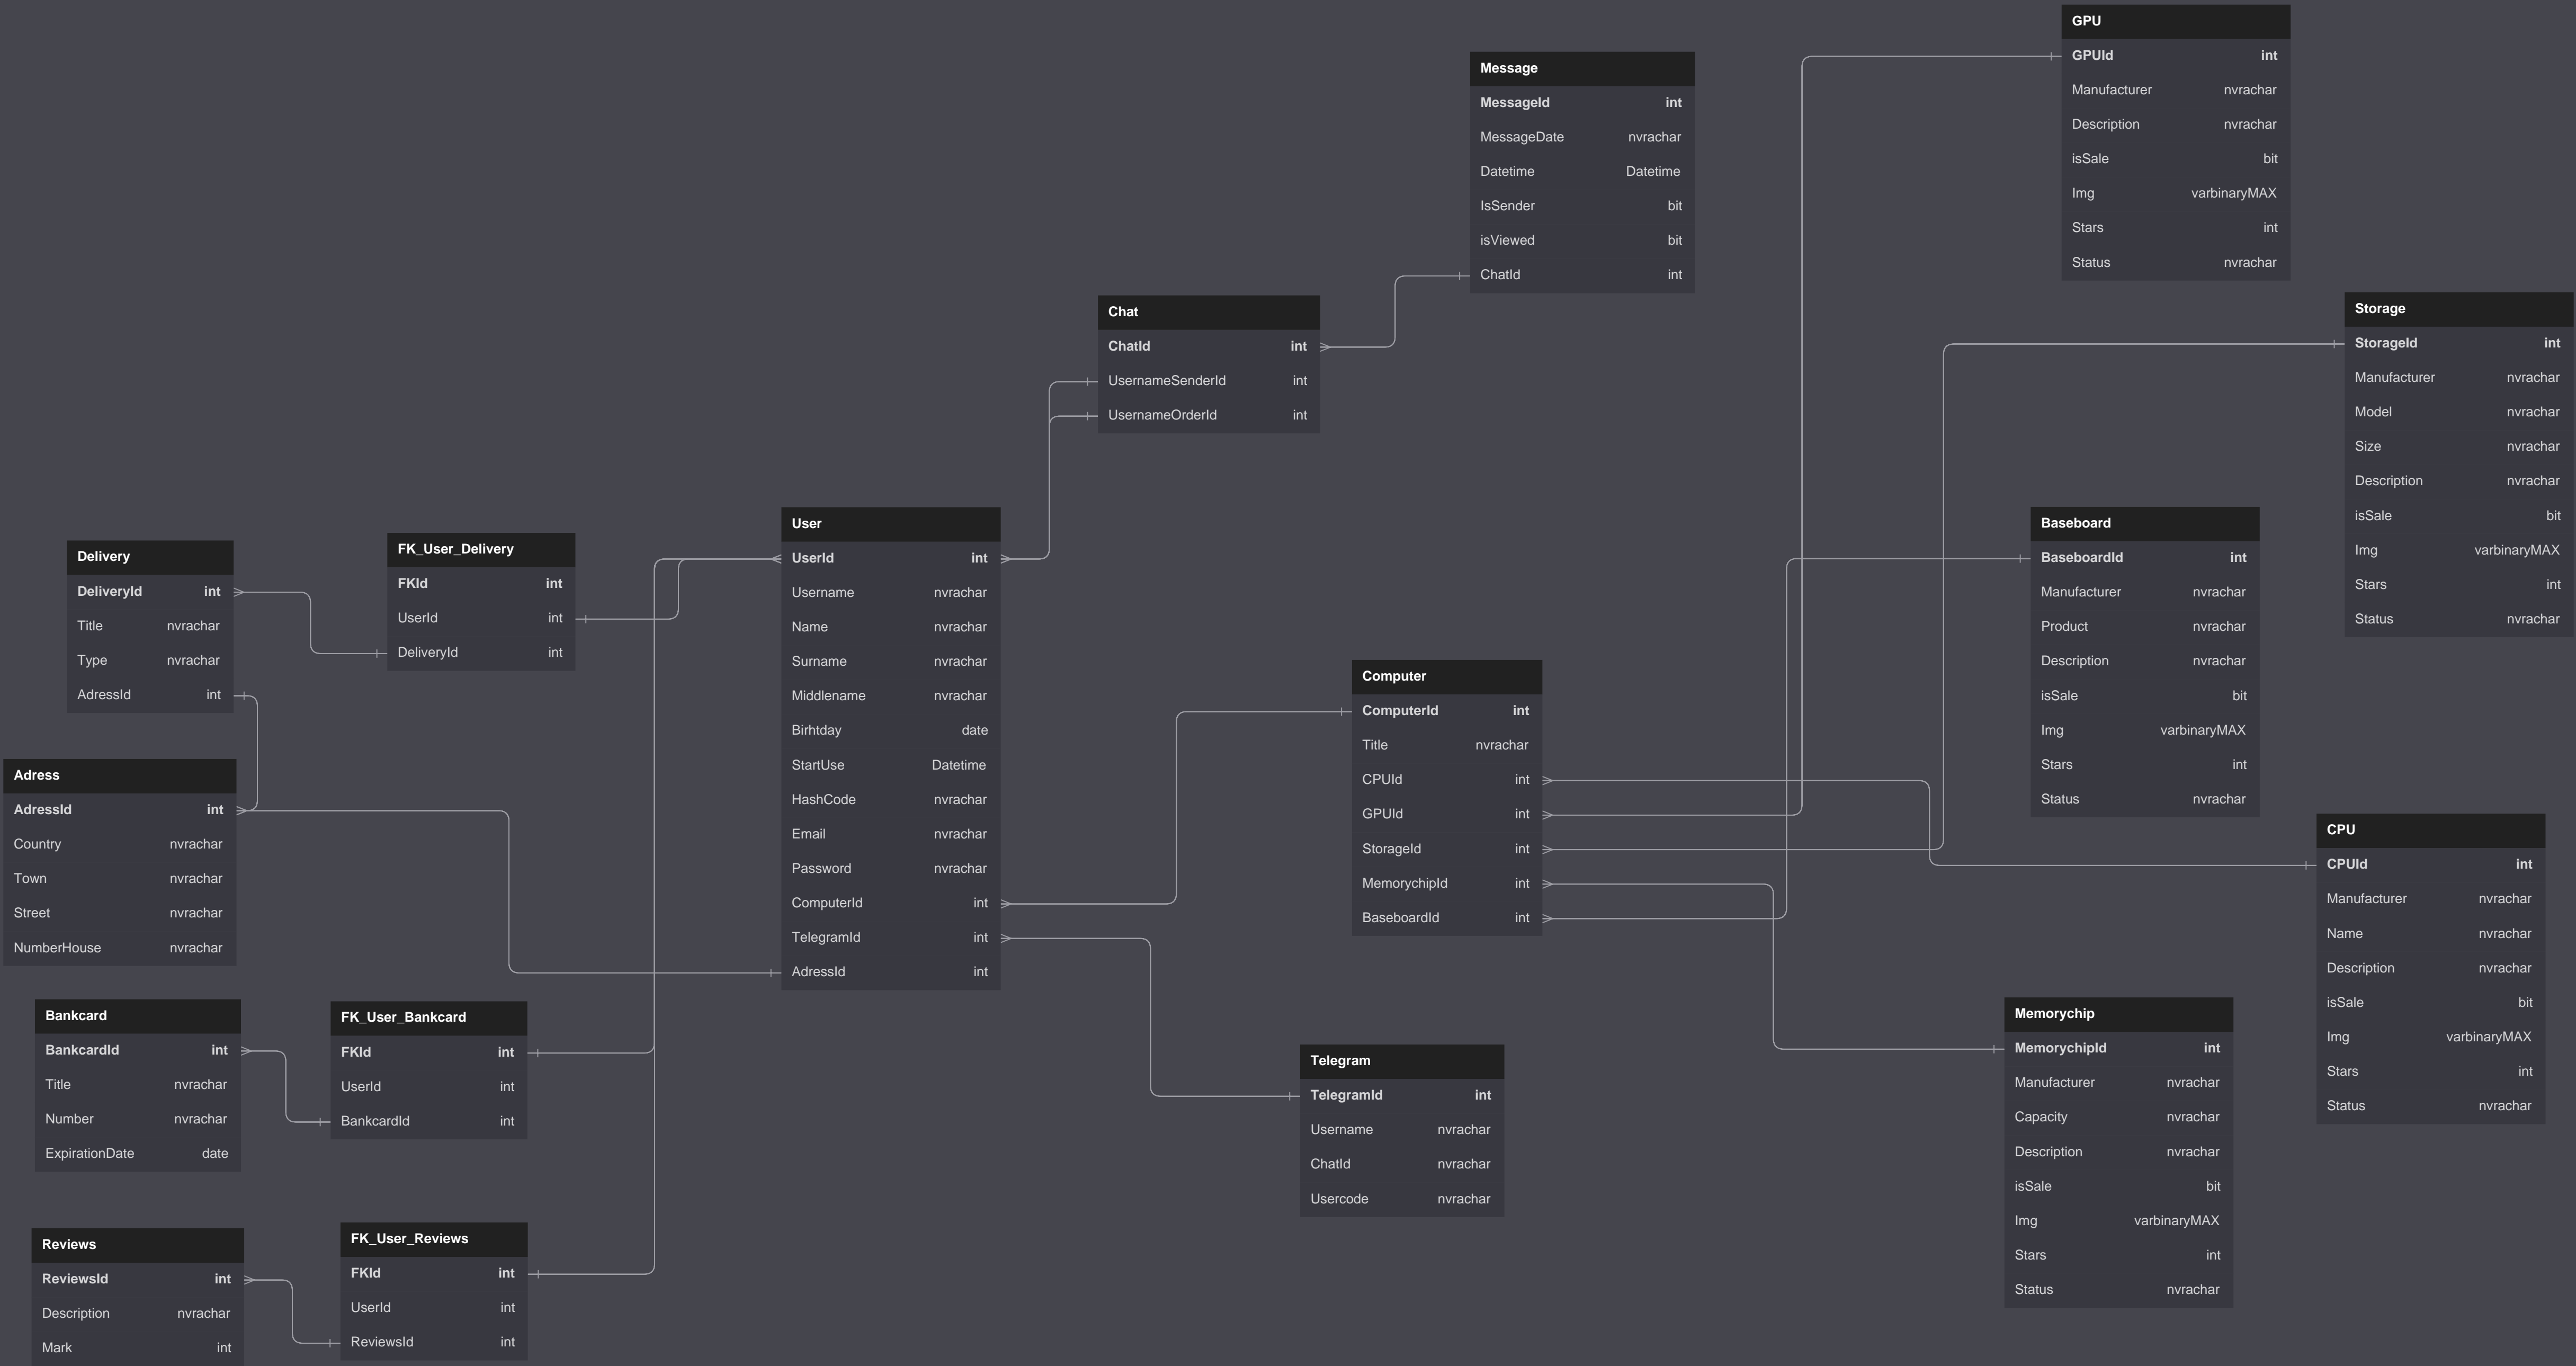 GPU
GPUId int
Manufacturer nvrachar
Description nvrachar
isSale bit
Img varbinaryMAX
Stars int
Status nvrachar
Message
MessageId int
MessageDate nvrachar
Datetime Datetime
IsSender bit
isViewed bit
ChatId int
Storage
StorageId int
Manufacturer nvrachar
Model nvrachar
Size nvrachar
Description nvrachar
isSale bit
Img varbinaryMAX
Stars int
Status nvrachar
Chat
ChatId int
UsernameSenderId int
UsernameOrderId int
User
UserId int
Username nvrachar
Name nvrachar
Surname nvrachar
Middlename nvrachar
Birhtday date
StartUse Datetime
HashCode nvrachar
Email nvrachar
Password nvrachar
ComputerId int
TelegramId int
AdressId int
Baseboard
BaseboardId int
Manufacturer nvrachar
Product nvrachar
Description nvrachar
isSale bit
Img varbinaryMAX
Stars int
Status nvrachar
Delivery
DeliveryId int
Title nvrachar
Type nvrachar
AdressId int
FK_User_Delivery
FKId int
UserId int
DeliveryId int
Computer
ComputerId int
Title nvrachar
CPUId int
GPUId int
StorageId int
MemorychipId int
BaseboardId int
Adress
AdressId int
Country nvrachar
Town nvrachar
Street nvrachar
NumberHouse nvrachar
CPU
CPUId int
Manufacturer nvrachar
Name nvrachar
Description nvrachar
isSale bit
Img varbinaryMAX
Stars int
Status nvrachar
Bankcard
BankcardId int
Title nvrachar
Number nvrachar
ExpirationDate date
FK_User_Bankcard
FKId int
UserId int
BankcardId int
Telegram
TelegramId int
Username nvrachar
ChatId nvrachar
Usercode nvrachar
Memorychip
MemorychipId int
Manufacturer nvrachar
Capacity nvrachar
Description nvrachar
isSale bit
Img varbinaryMAX
Stars int
Status nvrachar
Reviews
ReviewsId int
Description nvrachar
Mark int
FK_User_Reviews
FKId int
UserId int
ReviewsId int